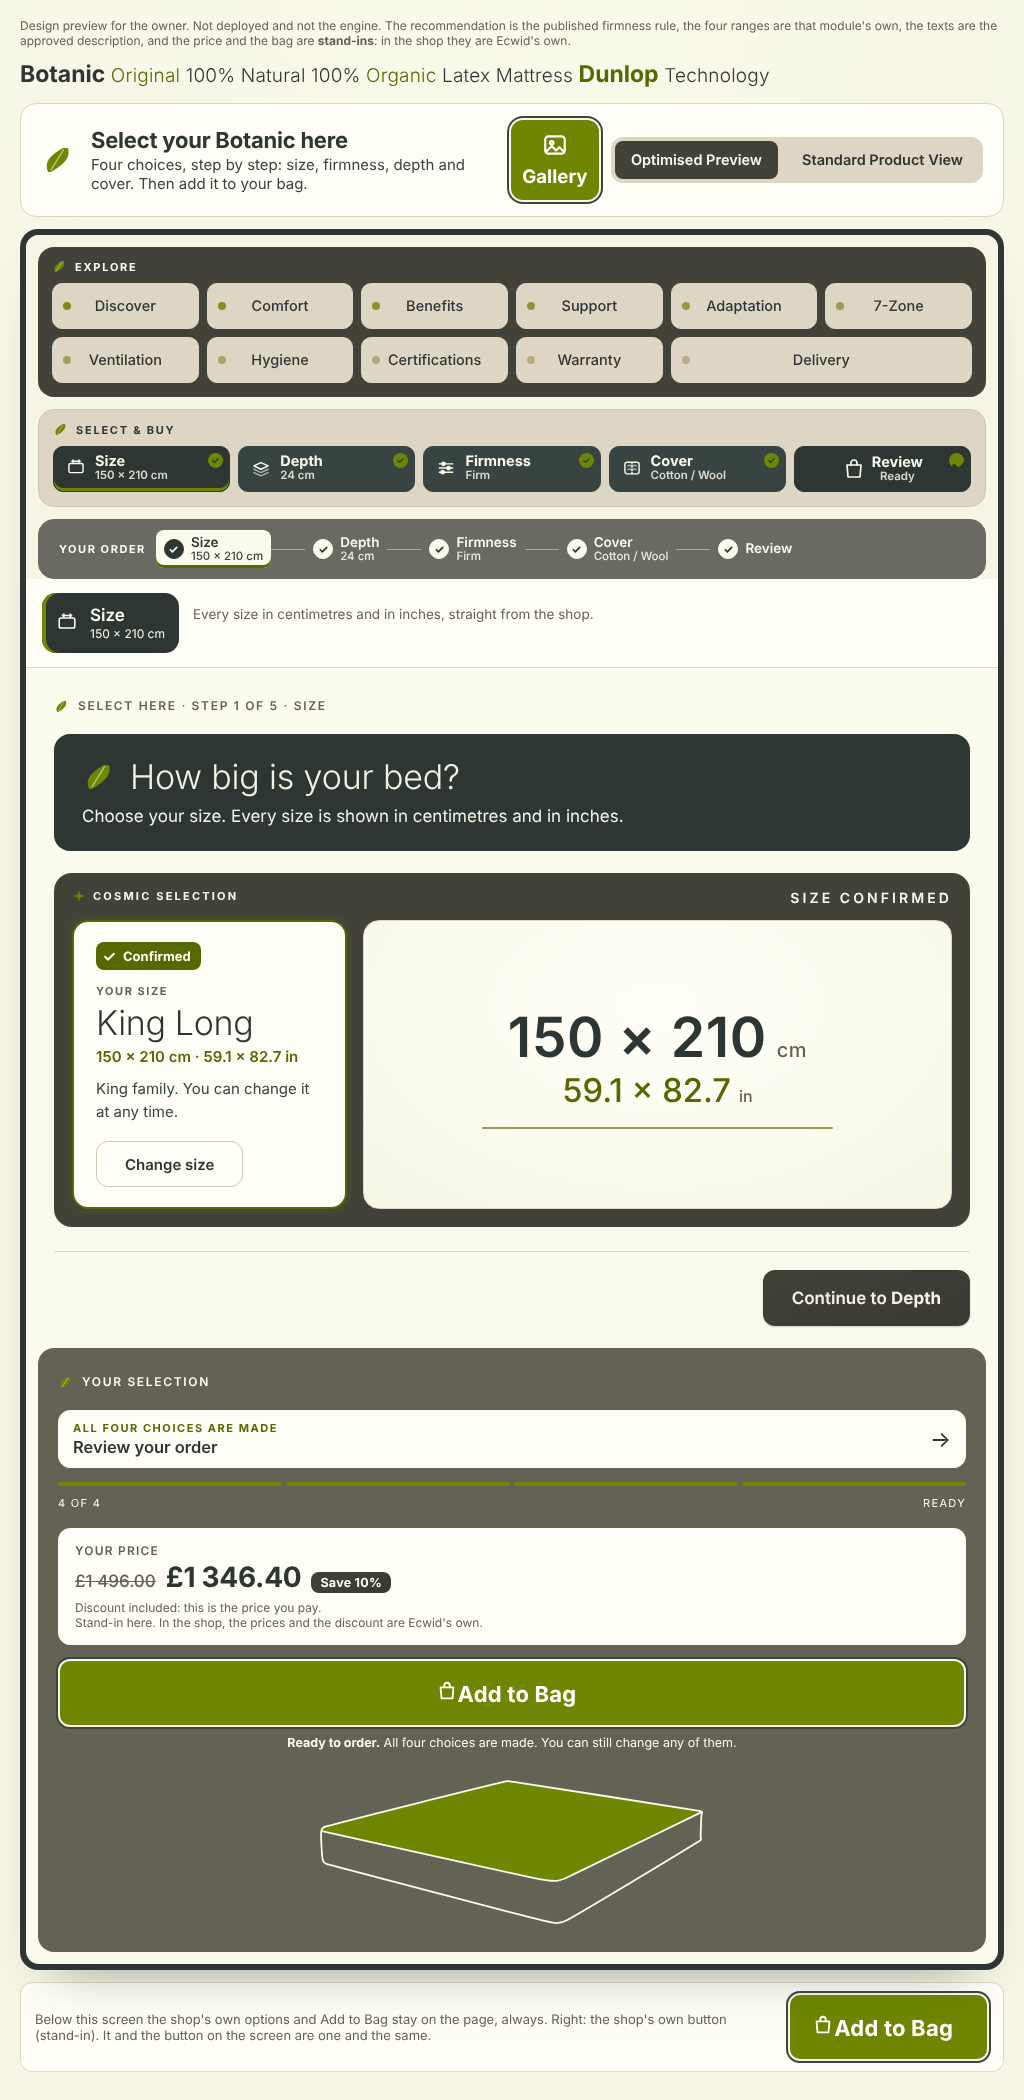 Design preview for the owner. Not deployed and not the engine. The recommendation is the published firmness rule, the four ranges are that module's own, the texts are the
approved description, and the price and the bag are stand-ins: in the shop they are Ecwid's own.
Botanic Original 100% Natural 100% Organic Latex Mattress Dunlop Technology
Select your Botanic here
Four choices, step by step: size, firmness, depth and
cover. Then add it to your bag.
Gallery
Optimised Preview
Standard Product View
EXPLORE
Discover
Comfort
Benefits
Support
Adaptation
7-Zone
Ventilation
Hygiene
Certifications
Warranty
Delivery
SELECT & BUY
Size
150 × 210 cm
Depth
24 cm
Firmness
Firm
Cover
Cotton / Wool
Review
Ready
YOUR ORDER
Size
150 × 210 cm
Depth
24 cm
Firmness
Firm
Cover
Cotton / Wool
Review
Size
150 × 210 cm
Every size in centimetres and in inches, straight from the shop.
SELECT HERE · STEP 1 OF 5 · SIZE
How big is your bed?
Choose your size. Every size is shown in centimetres and in inches.
COSMIC SELECTION
SIZE CONFIRMED
Confirmed
YOUR SIZE
King Long
150 × 210 cm · 59.1 × 82.7 in
King family. You can change it
at any time.
Change size
150 × 210 cm
59.1 × 82.7 in
Continue to Depth
YOUR SELECTION
ALL FOUR CHOICES ARE MADE
Review your order
4 OF 4
READY
YOUR PRICE
£1 496.00 £1 346.40 Save 10%
Discount included: this is the price you pay.
Stand-in here. In the shop, the prices and the discount are Ecwid's own.
Add to Bag
Ready to order. All four choices are made. You can still change any of them.
Below this screen the shop's own options and Add to Bag stay on the page, always. Right: the shop's own button
(stand-in). It and the button on the screen are one and the same.
Add to Bag